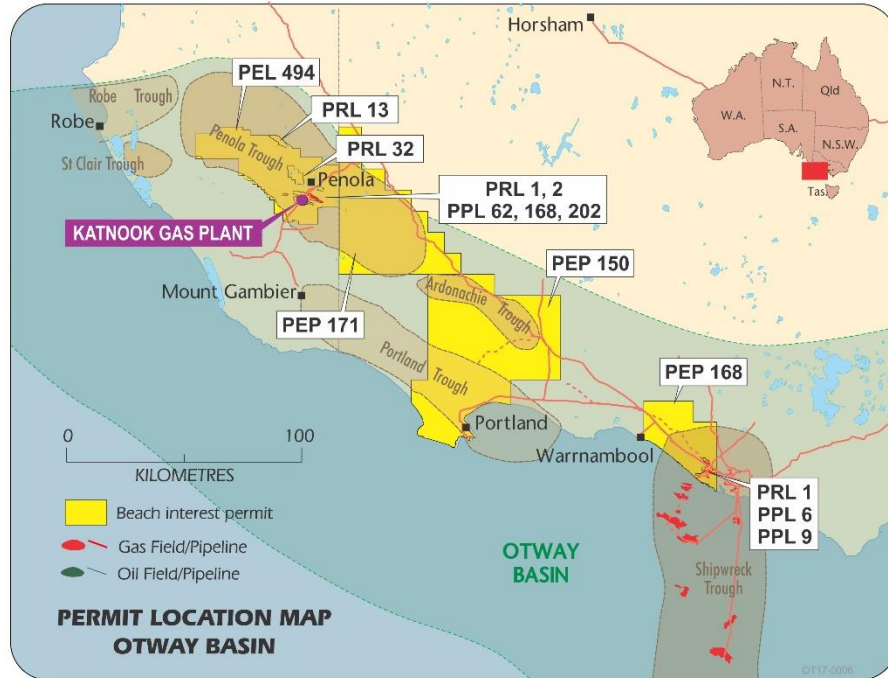 Horsham
PEL 494
Robe
Trough
PRL 13
Robe
Penola Trough
PRL 32
St Clair Trough
Penola
PRL 1, 2
PPL 62, 168, 202
KATNOOK GAS PLANT
N.T.
Qld
W.A.
S.A.
N.S.W.
Tas.
Mount Gambier
PEP 171
Ardonachie
Trough
PEP 150
Portland Trough
PEP 168
Portland
Warrnambool
0
100
KILOMETRES
PRL 1
PPL 6
PPL 9
Beach interest permit
Gas Field/Pipeline
Oil Field/Pipeline
OTWAY
BASIN
Shipwreck
Trough
PERMIT LOCATION MAP
OTWAY BASIN
OT17-0006